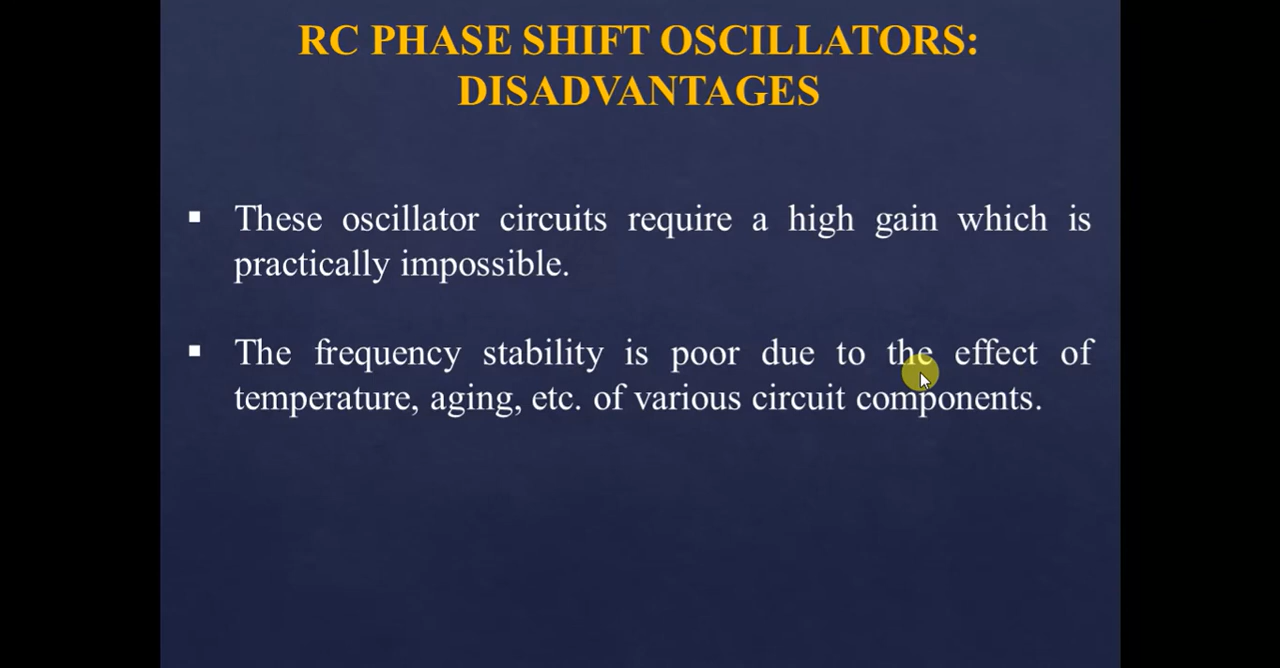 RC PHASE SHIFT OSCILLATORS:
DISADVANTAGES
▪ These oscillator circuits require a high gain which is
practically impossible.
▪ The frequency stability is poor due to the effect of
temperature, aging, etc. of various circuit components.